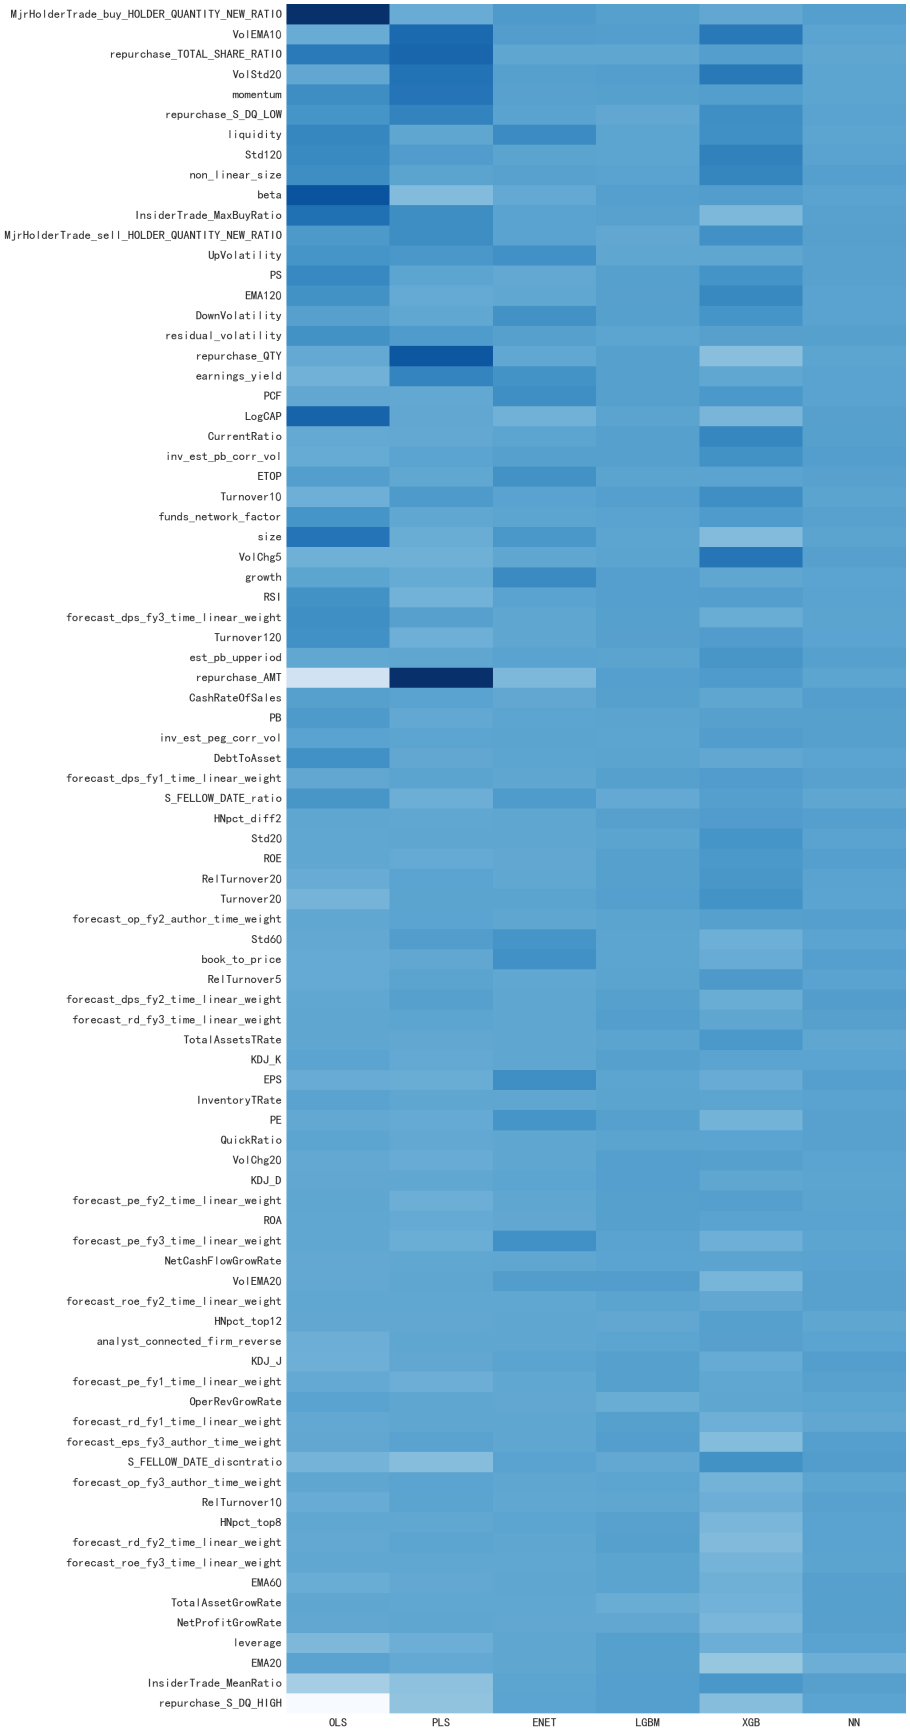 MjrHolderTrade_buy_HOLDER_QUANTITY_NEW_RATIO
VolEMA10
repurchase_TOTAL_SHARE_RATIO
VolStd20
momentum
repurchase_S_DQ_LOW
liquidity
Std120
non_linear_size
beta
InsiderTrade_MaxBuyRatio
MjrHolderTrade_sell_HOLDER_QUANTITY_NEW_RATIO
UpVolatility
PS
EMA120
DownVolatility
residual_volatility
repurchase_QTY
earnings_yield
PCF
LogCAP
CurrentRatio
inv_est_pb_corr_vol
ETOP
Turnover10
funds_network_factor
size
VolChg5
growth
RSI
forecast_dps_fy3_time_linear_weight
Turnover120
est_pb_upperiod
repurchase_AMT
CashRateOfSales
PB
inv_est_peg_corr_vol
DebtToAsset
forecast_dps_fy1_time_linear_weight
S_FELLOW_DATE_ratio
HNpct_diff2
Std20
ROE
RelTurnover20
Turnover20
forecast_op_fy2_author_time_weight
Std60
book_to_price
RelTurnover5
forecast_dps_fy2_time_linear_weight
forecast_rd_fy3_time_linear_weight
TotalAssetsTRate
KDJ_K
EPS
InventoryTRate
PE
QuickRatio
VolChg20
KDJ_D
forecast_pe_fy2_time_linear_weight
ROA
forecast_pe_fy3_time_linear_weight
NetCashFlowGrowRate
VolEMA20
forecast_roe_fy2_time_linear_weight
HNpct_top12
analyst_connected_firm_reverse
KDJ_J
forecast_pe_fy1_time_linear_weight
OperRevGrowRate
forecast_rd_fy1_time_linear_weight
forecast_eps_fy3_author_time_weight
S_FELLOW_DATE_discntratio
forecast_op_fy3_author_time_weight
RelTurnover10
HNpct_top8
forecast_rd_fy2_time_linear_weight
forecast_roe_fy3_time_linear_weight
EMA60
TotalAssetGrowRate
NetProfitGrowRate
leverage
EMA20
InsiderTrade_MeanRatio
repurchase_S_DQ_HIGH
OLS PLS ENET LGBM XGB NN